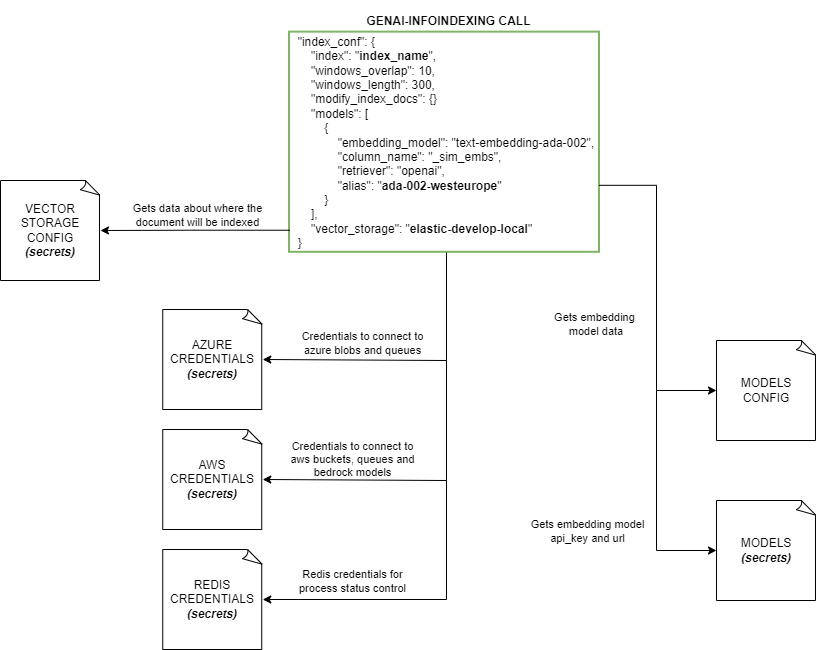 GENAI-INFOINDEXING CALL
"index_conf": {
"index": "index_name",
"windows_overlap": 10,
"windows_length": 300,
"modify_index_docs": {}
"models": [
{
"embedding_model": "text-embedding-ada-002",
"column_name": "_sim_embs",
"retriever": "openai",
"alias": "ada-002-westeurope"
}
],
"vector_storage": "elastic-develop-local"
}
VECTOR
STORAGE
CONFIG
(secrets)
Gets data about where the
document will be indexed
AZURE
CREDENTIALS
(secrets)
Credentials to connect to
azure blobs and queues
Gets embedding
model data
MODELS
CONFIG
AWS
CREDENTIALS
(secrets)
Credentials to connect to
aws buckets, queues and
bedrock models
Gets embedding model
api_key and url
MODELS
(secrets)
REDIS
CREDENTIALS
(secrets)
Redis credentials for
process status control